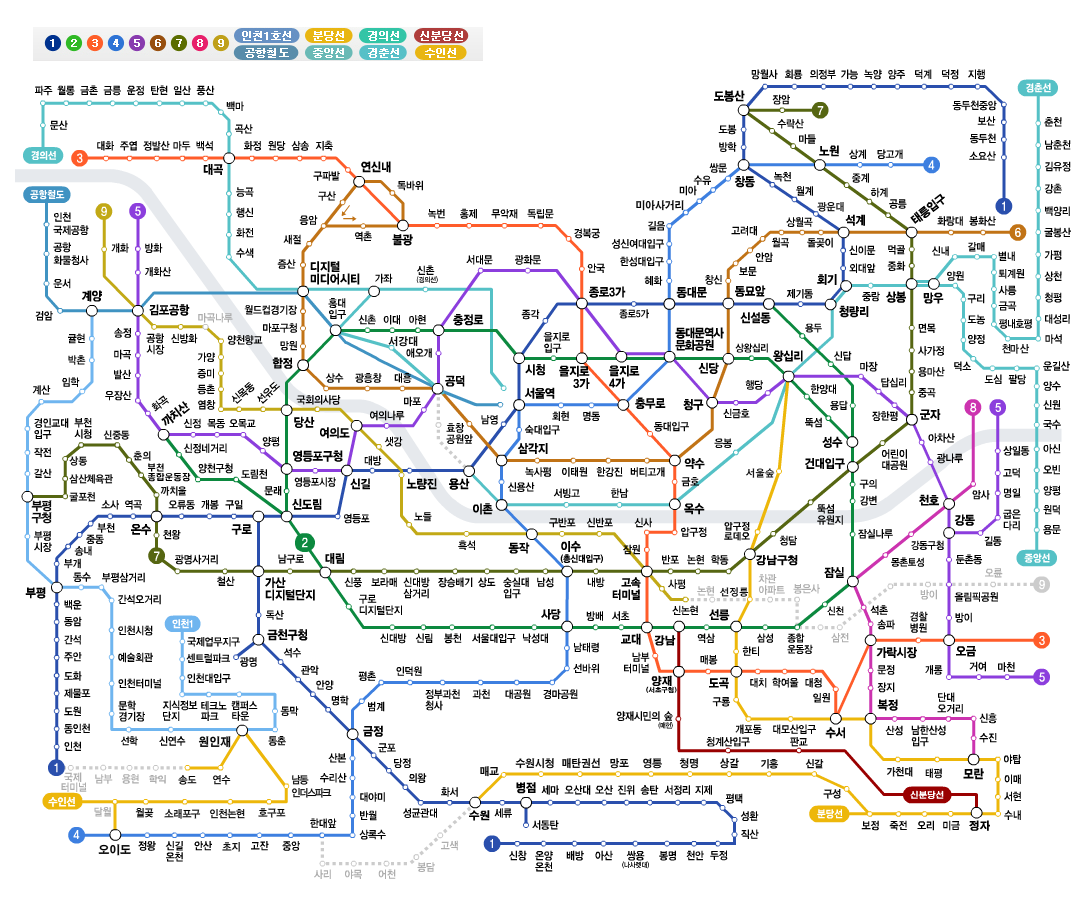 1 2 3 4 5 6 7 8 9 인천1호선 분당선 경의선 신분당선
공항철도 중앙선 경춘선 수인선
망월사 회룡 의정부 가능 녹양 양주 덕계 덕정 지행
파주 월롱 금촌 금릉 운정 탄현 일산 풍산
백마
도봉산 장암 7
경춘선
동두천중앙
보산
동두천
소요산
1
문산
곡산
경의선
3 대화 주엽 정발산 마두 백석
대곡
화정 원당 삼송 지축
도봉
방학
수락산
마들
노원
상계 당고개 4
춘천
남춘천
김유정
강촌
백양리
굴봉산
가평
상천
청평
대성리
마석
연신내
구파발
독바위
구산
응암
역촌
불광
녹번 홍제 무악재 독립문
경복궁
안국
쌍문
수유
미아
미아사거리
길음
성신여대입구
한성대입구
혜화
창동
녹천
월계
광운대
중계
하계
공릉
태릉입구
화랑대 봉화산 6
석계
상월곡
돌곶이
월곡
고려대
안암
보문
창신
신이문
외대앞
회기
먹골
중화
상봉
망우
신내
갈매
별내
퇴계원
사릉
금곡
평내호평
천마산
양원
구리
도농
양정
덕소
도심 팔당
운길산
양수
신원
국수
아신
오빈
양평
원덕
용문
중앙선
공항철도
인천
국제공항
공항
화물청사
운서
검암
계양
9
5
개화
방화
개화산
김포공항
능곡
행신
화전
수색
새절
증산
디지털
미디어시티
가좌
신촌
(경의선)
서대문 광화문
종로3가
종로5가
동대문
동묘앞
신설동
제기동
청량리
중랑
귤현
박촌
임학
계산
경인교대
입구
작전
갈산
부평
구청
부평
시장
부평
송정
마곡
발산
우장산
화곡
까치산
공항
시장
신방화
마곡나루
양천향교
가양
증미
등촌
염창
신목동
선유도
월드컵경기장
마포구청
망원
합정
홍대
입구
신촌 이대 아현
서강대
애오개
충정로
종각
을지로
입구
시청
을지로
3가
을지로
4가
동대문역사
문화공원
신당
상왕십리
왕십리
용두
신답
용답
마장
답십리
장한평
군자
면목
사가정
용마산
중곡
상수 광흥창 대흥
공덕
서울역
회현 명동
충무로
동대입구
청구
신금호
행당
한양대
뚝섬
성수
건대입구
어린이
대공원
아차산
광나루
천호
8
5
암사
상일동
고덕
명일
굽은
다리
길동
강동
둔촌동
국회의사당
당산
여의도
여의나루
마포
효창
공원앞
남영
숙대입구
삼각지
녹사평 이태원 한강진 버티고개
약수
금호
응봉
서울숲
신정 목동 오목교
신정네거리
양천구청
도림천
양평
영등포구청
영등포시장
문래
신도림
영등포
대방
신길
샛강
노량진
용산
신용산
이촌
서빙고 한남
옥수
압구정
압구정
로데오
뚝섬
유원지
청담
강남구청
구의
강변
잠실나루
잠실
몽촌토성
강동구청
올림픽공원
방이
오륜
방이
9
부천
시청
신중동
춘의
부천
종합운동장
까치울
상동
삼산체육관
굴포천
온수
천왕
7
소사 역곡
오류동 개봉 구일
구로
부천
중동
송내
부개
광명사거리
철산
2
남구로
대림
가산
디지털단지
독산
금천구청
광명
석수
관악
안양
명학
금정
구로
디지털단지
신풍 보라매 신대방
삼거리
장승배기 상도 숭실대
입구
남성
노들
흑석
동작
구반포 신반포
이수
(총신대입구)
내방
신사
잠원
고속
터미널
반포 논현 학동
사평
신논현
논현
선정릉
차관
아파트
봉은사
신대방 신림 봉천 서울대입구 낙성대
사당
방배 서초
교대
강남
역삼
선릉
삼성
종합
운동장
삼전
신천
석촌
송파
가락시장
경찰
병원
오금
3
개롱
거여 마천
5
동수
부평삼거리
간석오거리
인천시청
예술회관
인천터미널
문학
경기장
선학
신연수
원인재
동춘
동막
캠퍼스
타운
테크노
파크
지식정보
단지
인천대입구
센트럴파크
국제업무지구
인천1
백운
동암
간석
주안
도화
제물포
도원
동인천
인천
1
국제
터미널
남부 용현 학익
송도
연수
남동
인더스파크
호구포
인천논현
소래포구
월곶
달월
수인선
4
오이도
정왕 신길
온천
안산 초지 고잔 중앙
한대앞
상록수
반월
대야미
수리산
산본
범계
평촌
인덕원
정부과천
청사
과천 대공원 경마공원
선바위
남태령
군포
당정
의왕
성균관대
화서
수원
사리 야목 어천 봉담
고색
매교
수원시청 매탄권선 망포 영통 청명 상갈 기흥 신갈
구성
분당선
보정 죽전 오리 미금
정자
신분당선
수내
서현
이매
야탑
모란
태평
가천대
세류
병점
서동탄
세마 오산대 오산 진위 송탄 서정리 지제
평택
성환
직산
1
신창 온양
온천
배방 아산 쌍용
(나사렛대)
봉명 천안 두정
남부
터미널
양재
(서초구청)
매봉
도곡
한티
구룡
대치 학여울 대청
일원
수서
개포동
대모산입구
양재시민의 숲
(매헌)
청계산입구
판교
문정
장지
복정
산성
남한산성
입구
단대
오거리
신흥
수진